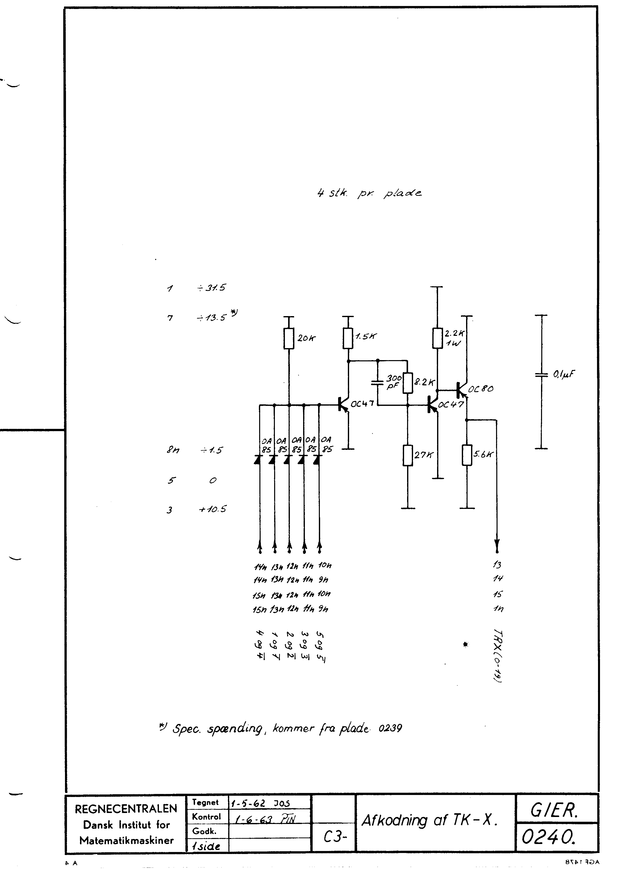 4 stk. pr. plade
1 ÷31.5
7 ÷13.5 *)
20K
1.5K
2.2K
1W
300
pF
8.2K
OC80
0,1µF
OC47
OC47
8n ÷1.5
OA OA OA OA OA
85 85 85 85 85
27K
5.6K
5 0
3 +10.5
14n 13n 12n 11n 10n 13
14n 13n 12n 11n 9n 14
15n 13n 12n 11n 10n 15
15n 13n 12n 11n 9n 1n
4 og 4
1 og 1
2 og 2
3 og 3
5 og 5
*
TRX(0-19)
*) Spec. spænding, kommer fra plade 0239
REGNECENTRALEN
Dansk Institut for
Matematikmaskiner
Tegnet 1-5-62 JOS
Kontrol 1-6-63
Godk.
1 side
C3-
Afkodning af TK-X.
GIER.
0240.
A 4